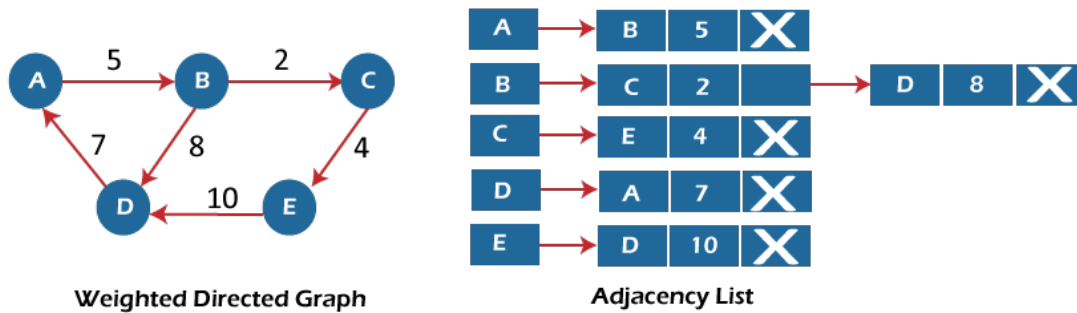 A 5 B 2 C
7 8 4
D 10 E
Weighted Directed Graph
A B 5 X
B C 2 D 8 X
C E 4 X
D A 7 X
E D 10 X
Adjacency List